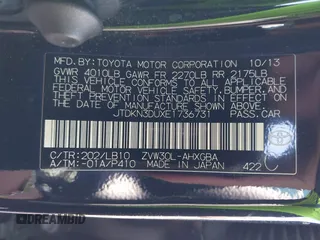 MFD.BY:TOYOTA MOTOR CORPORATION 10/13
GVWR 4010LB GAWR FR 2270LB RR 2175LB
THIS VEHICLE CONFORMS TO ALL APPLICABLE
FEDERAL MOTOR VEHICLE SAFETY, BUMPER, AND
THEFT PREVENTION STANDARDS IN EFFECT ON
THE DATE OF MANUFACTURE SHOWN ABOVE.
JTDKN3DUXE1736731 PASS.CAR
C/TR:202/LB10 ZVW30L-AHXGBA
A/TM:-01A/P410 MADE IN JAPAN 422
DREAMBID